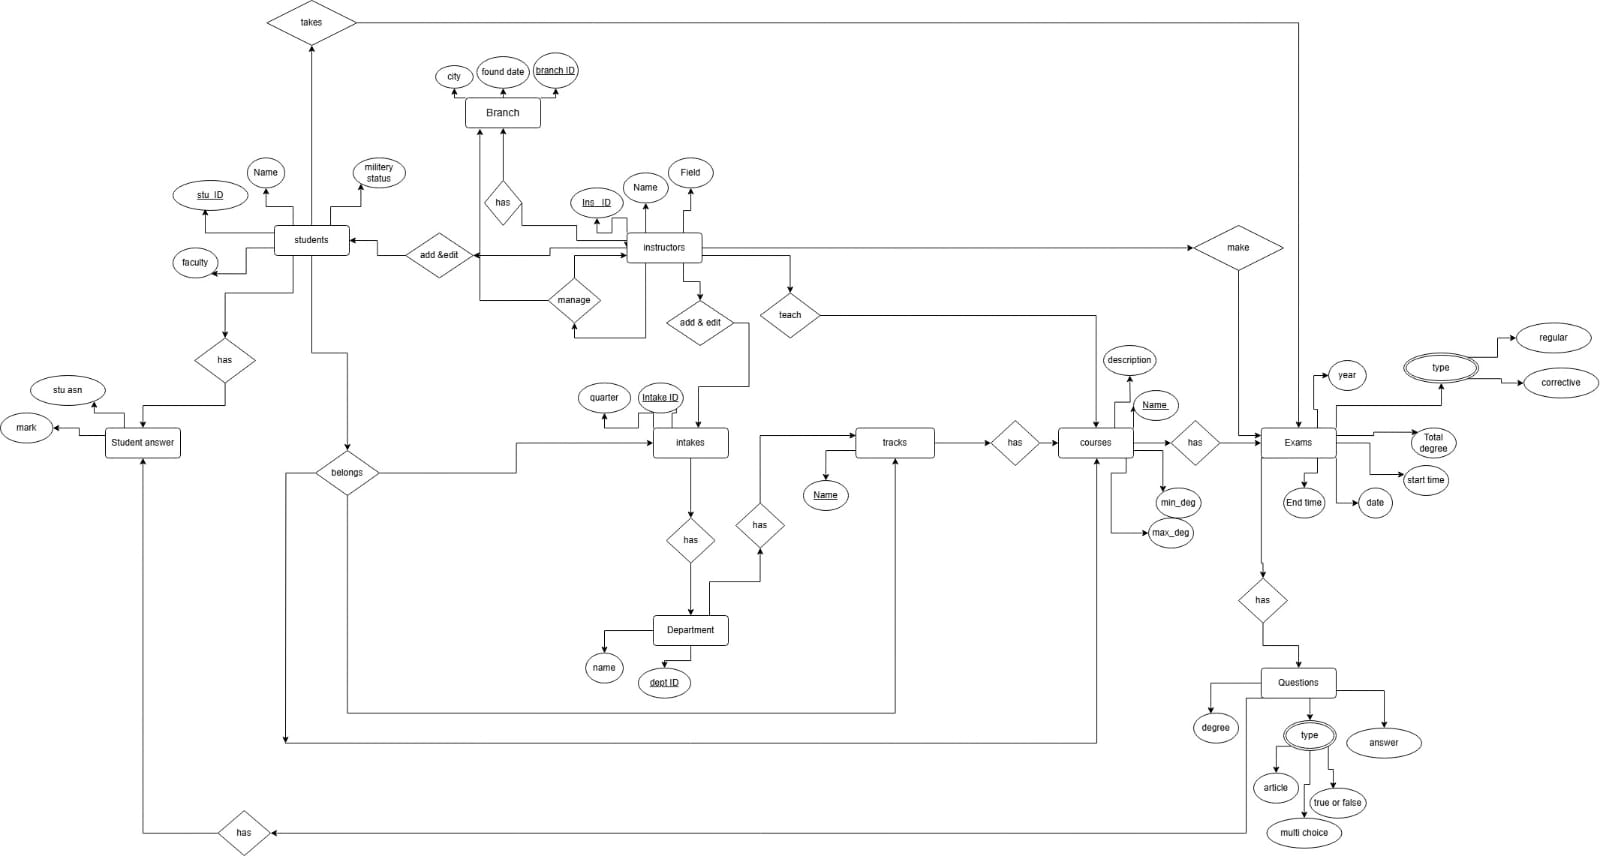 takes
city
found date
branch ID
Branch
Name
military
status
stu_ID
has
Ins_ID
Name
Field
students
add &edit
instructors
make
faculty
manage
add & edit
teach
has
description
regular
type
year
corrective
stu asn
quarter
Intake ID
Name
mark
Student answer
intakes
tracks
has
courses
has
Exams
Total
degree
belongs
start time
Name
min_deg
End time
date
has
has
max_deg
has
Department
name
dept ID
Questions
degree
type
answer
article
true or false
has
multi choice